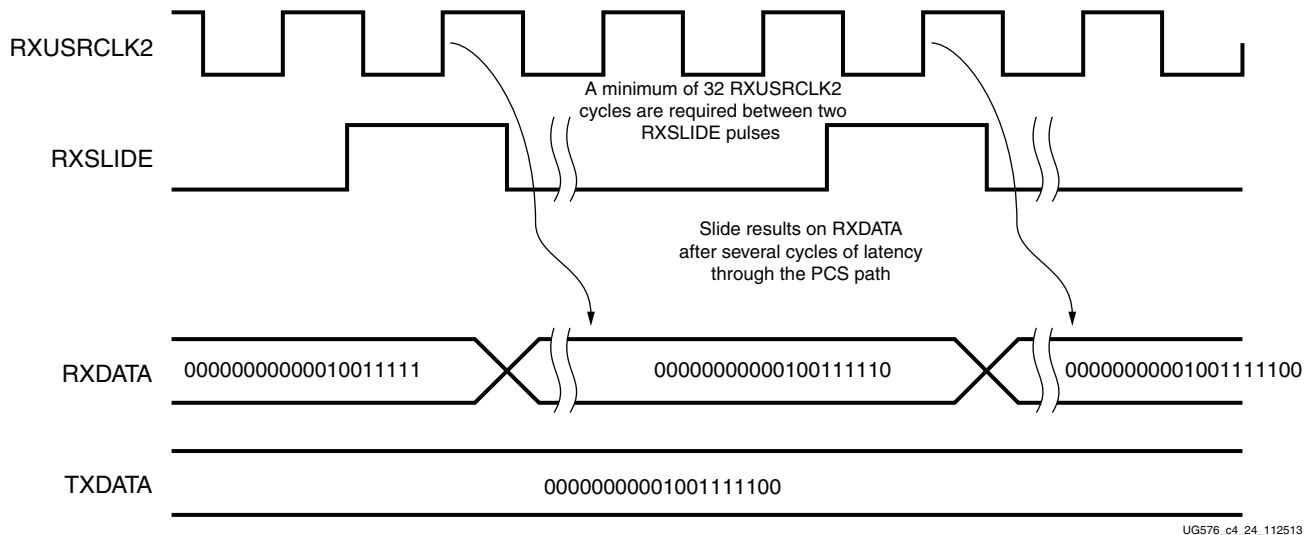 RXUSRCLK2
A minimum of 32 RXUSRCLK2
cycles are required between two
RXSLIDE pulses
RXSLIDE
Slide results on RXDATA
after several cycles of latency
through the PCS path
RXDATA
00000000000010011111
00000000000100111110
00000000001001111100
TXDATA
00000000001001111100
UG576_c4_24_112513